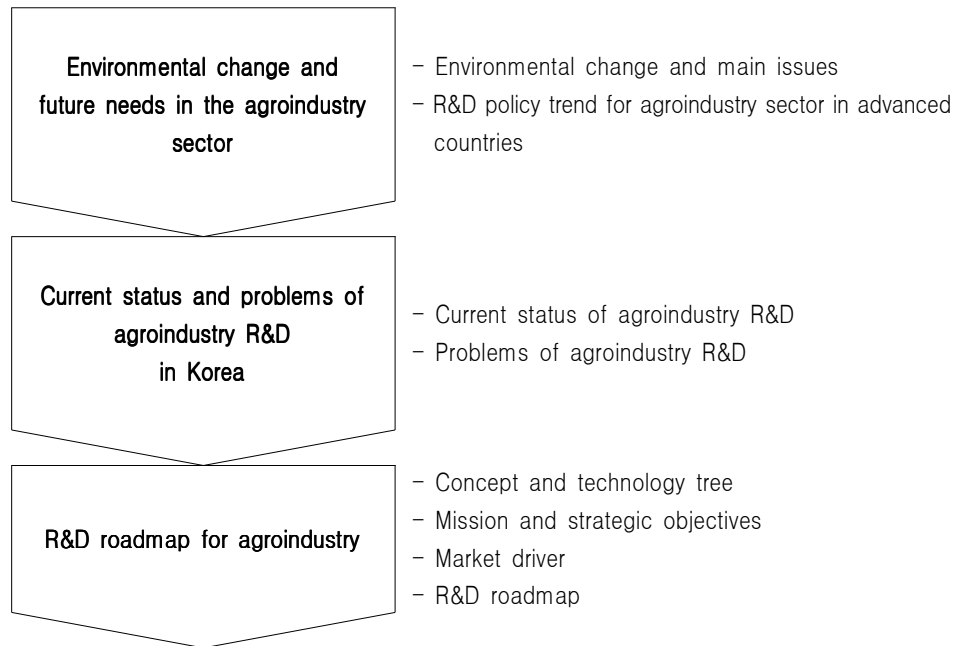 Environmental change and
future needs in the agroindustry
sector
- Environmental change and main issues
- R&D policy trend for agroindustry sector in advanced
countries
Current status and problems of
agroindustry R&D
in Korea
- Current status of agroindustry R&D
- Problems of agroindustry R&D
R&D roadmap for agroindustry
- Concept and technology tree
- Mission and strategic objectives
- Market driver
- R&D roadmap